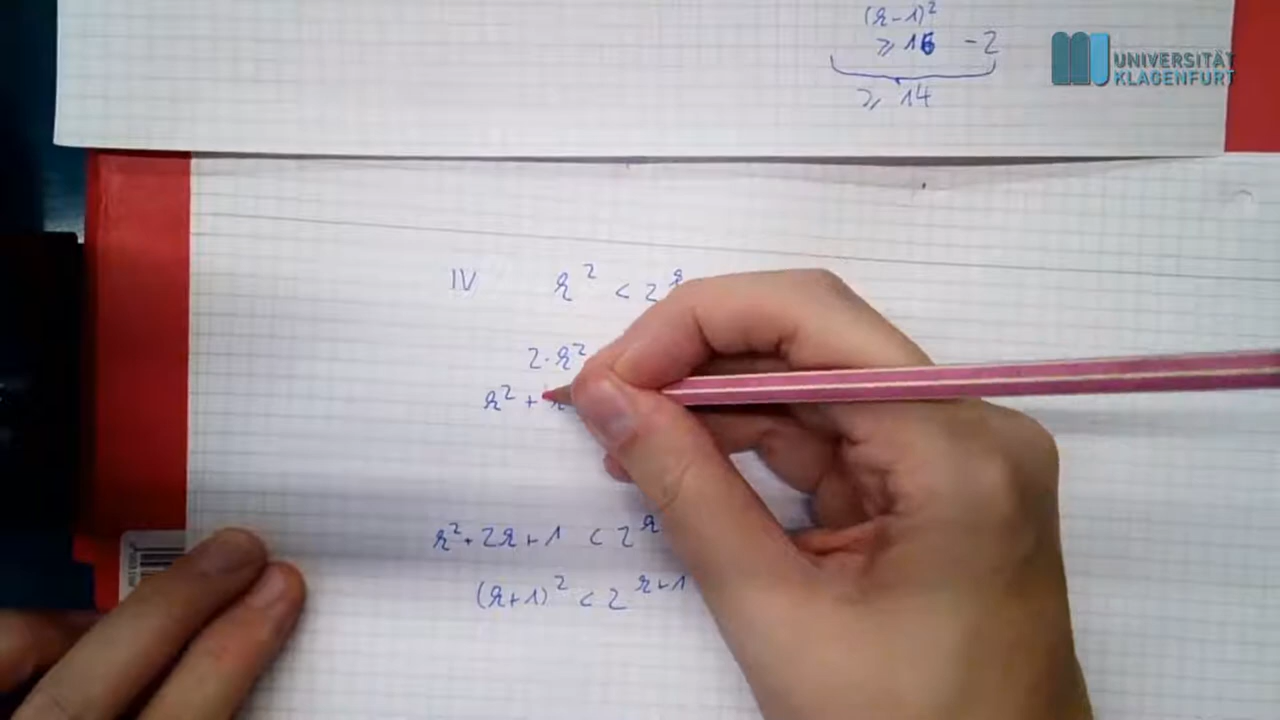 (k-1)²
≥ 16 - 2
≥ 14
UNIVERSITÄT
KLAGENFURT
IV k² < 2^k
2·k²
k² +
k²+2k+1 < 2^k
(k+1)² < 2^{k+1}